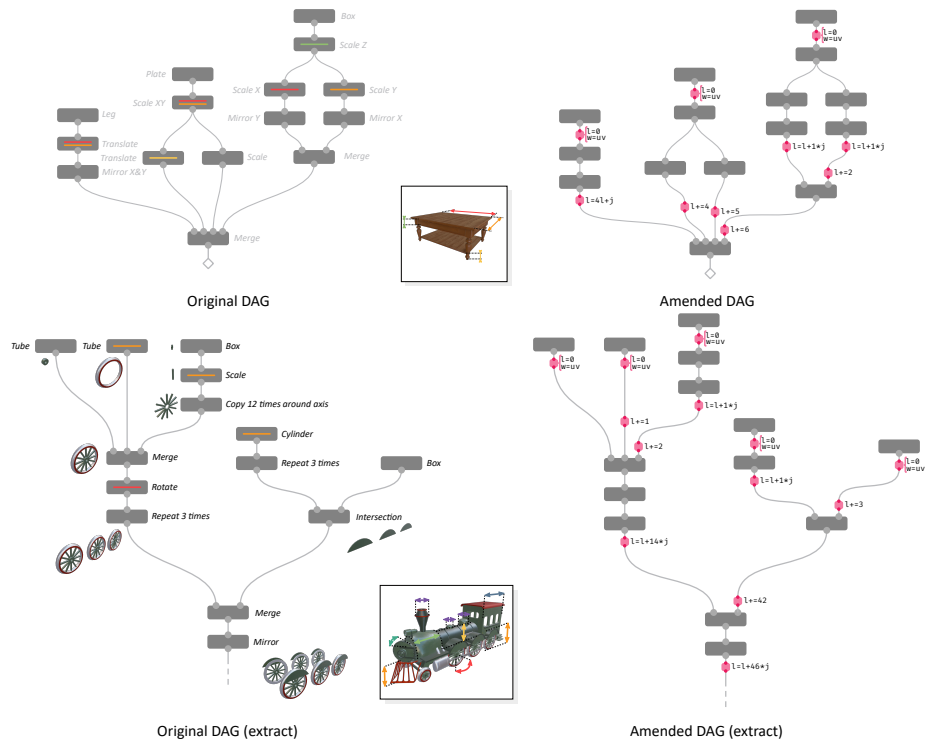 Box
Scale Z
Plate
Scale X
Scale Y
Scale XY
Leg
Mirror Y
Mirror X
Translate
Translate
Scale
Merge
Mirror X&Y
Merge
Original DAG
l=0
w=uv
l=0
w=uv
l=0
w=uv
l=l+1*j
l=l+1*j
l+=2
l=4l+j
l+=4
l+=5
l+=6
Amended DAG
Tube
Tube
Box
Scale
Copy 12 times around axis
Cylinder
Merge
Repeat 3 times
Box
Rotate
Repeat 3 times
Intersection
Merge
Mirror
Original DAG (extract)
l=0
w=uv
l=0
w=uv
l=0
w=uv
l=l+1*j
l+=1
l+=2
l=0
w=uv
l=0
w=uv
l=l+1*j
l+=3
l=l+14*j
l+=42
l=l+46*j
Amended DAG (extract)